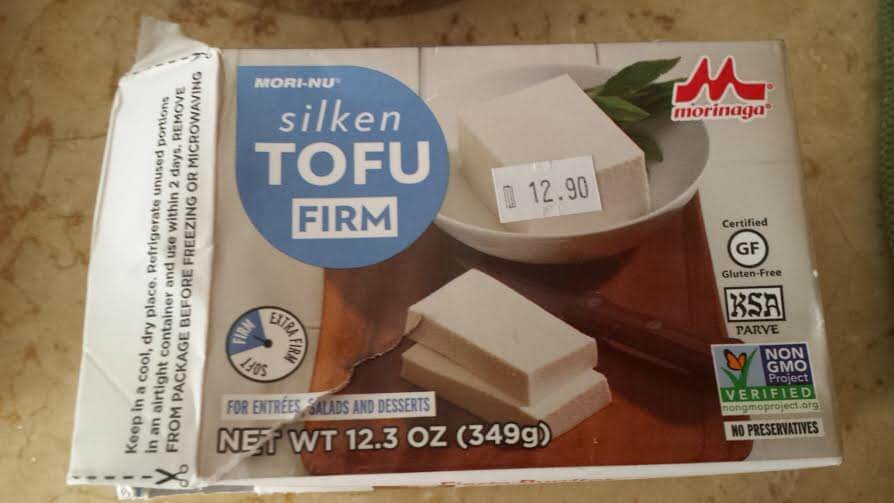 Keep in a cool, dry place. Refrigerate unused portions
in an airtight container and use within 2 days. REMOVE
FROM PACKAGE BEFORE FREEZING OR MICROWAVING
MORI-NU®
silken
TOFU
FIRM
morinaga®
12.90
Certified
GF
Gluten-Free
KSA
PARVE
NON
GMO
Project
VERIFIED
nongmoproject.org
NO PRESERVATIVES
FIRM
EXTRA FIRM
SOFT
FOR ENTRÉES, SALADS AND DESSERTS
NET WT 12.3 OZ (349g)